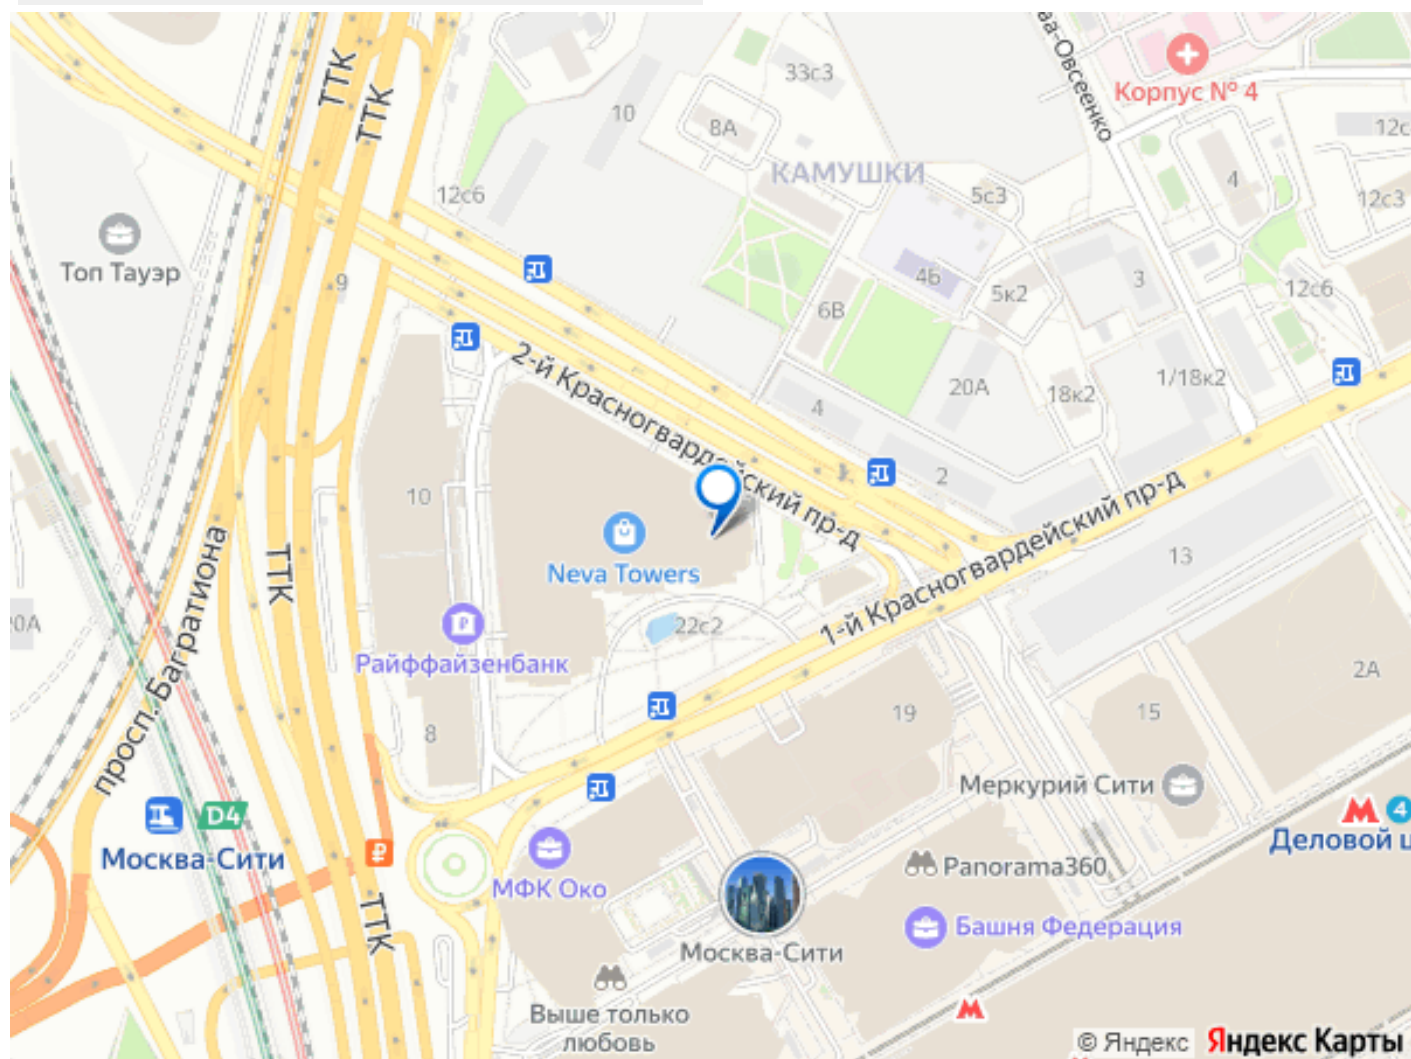 ТТК
ТТК
33с3
ва-Овсеенко
Корпус № 4
10
8А
12с
КАМУШКИ
12с6
5с3
4
12с3
Топ Тауэр
9
4Б
5к2
3
12с6
6В
2-й Красногвардейский пр-д
4
20А
18к2
1/18к2
2
10
1-й Красногвардейский пр-д
13
Neva Towers
ТТК
просп. Багратиона
22с2
Райффайзенбанк
2А
19
15
8
Меркурий Сити
D4
4
Москва-Сити
Деловой ц
МФК Око
Panorama360
ТТК
Башня Федерация
Москва-Сити
Выше только
любовь
© Яндекс Яндекс Карты